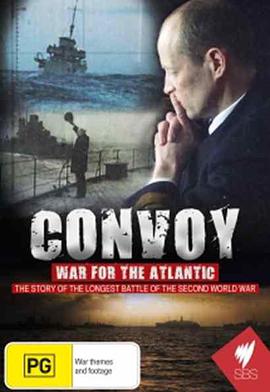 CONVOY
WAR FOR THE ATLANTIC
THE STORY OF THE LONGEST BATTLE OF THE SECOND WORLD WAR
PG
War themes
and footage
SBS